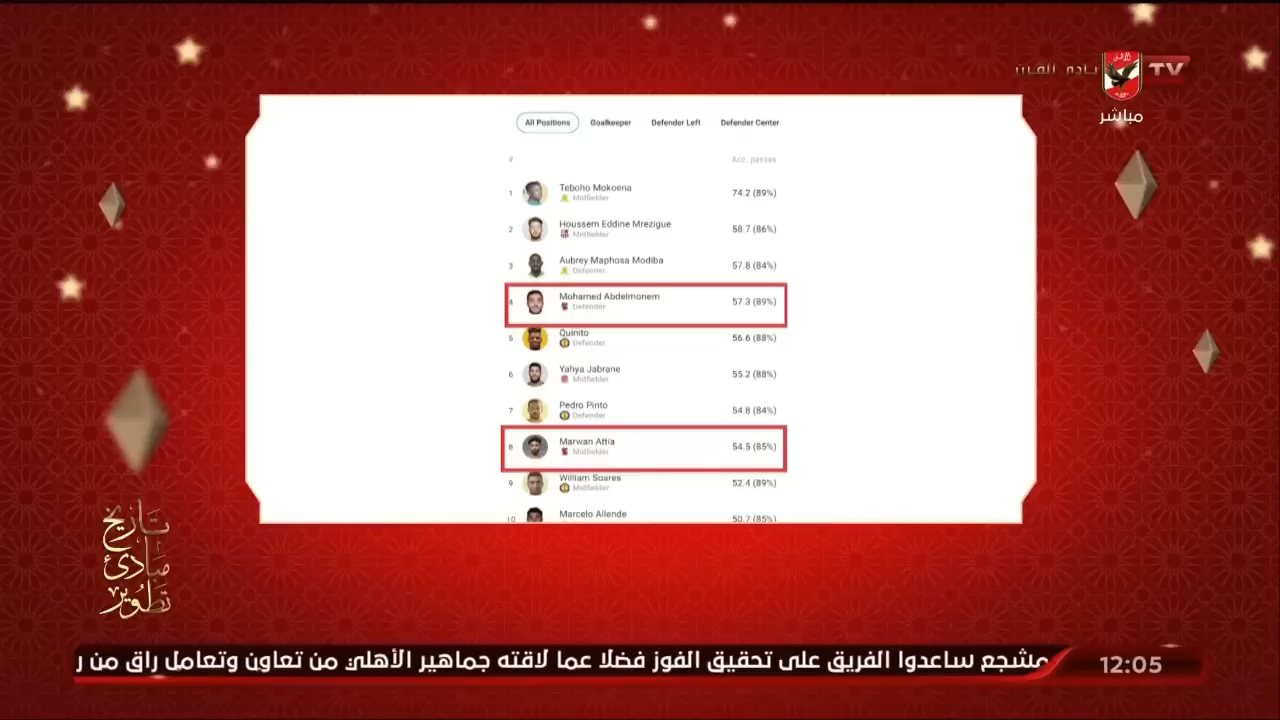 نادي القرن
TV
مباشر
All Positions Goalkeeper Defender Left Defender Center
# Acc. passes
1 Teboho Mokoena 74.2 (89%)
Midfielder
2 Houssem Eddine Mrezigue 58.7 (86%)
Midfielder
3 Aubrey Maphosa Modiba 57.8 (84%)
Defender
4 Mohamed Abdelmonem 57.3 (89%)
Defender
5 Quinito 56.6 (88%)
Defender
6 Yahya Jabrane 55.2 (88%)
Midfielder
7 Pedro Pinto 54.8 (84%)
Defender
8 Marwan Attia 54.5 (85%)
Midfielder
9 William Soares 52.4 (89%)
Midfielder
10 Marcelo Allende 50.7 (85%)
تاريخ
مبادئ
تطوير
مشجع ساعدوا الفريق على تحقيق الفوز فضلا عما لاقته جماهير الأهلي من تعاون وتعامل راق من ر
12:05